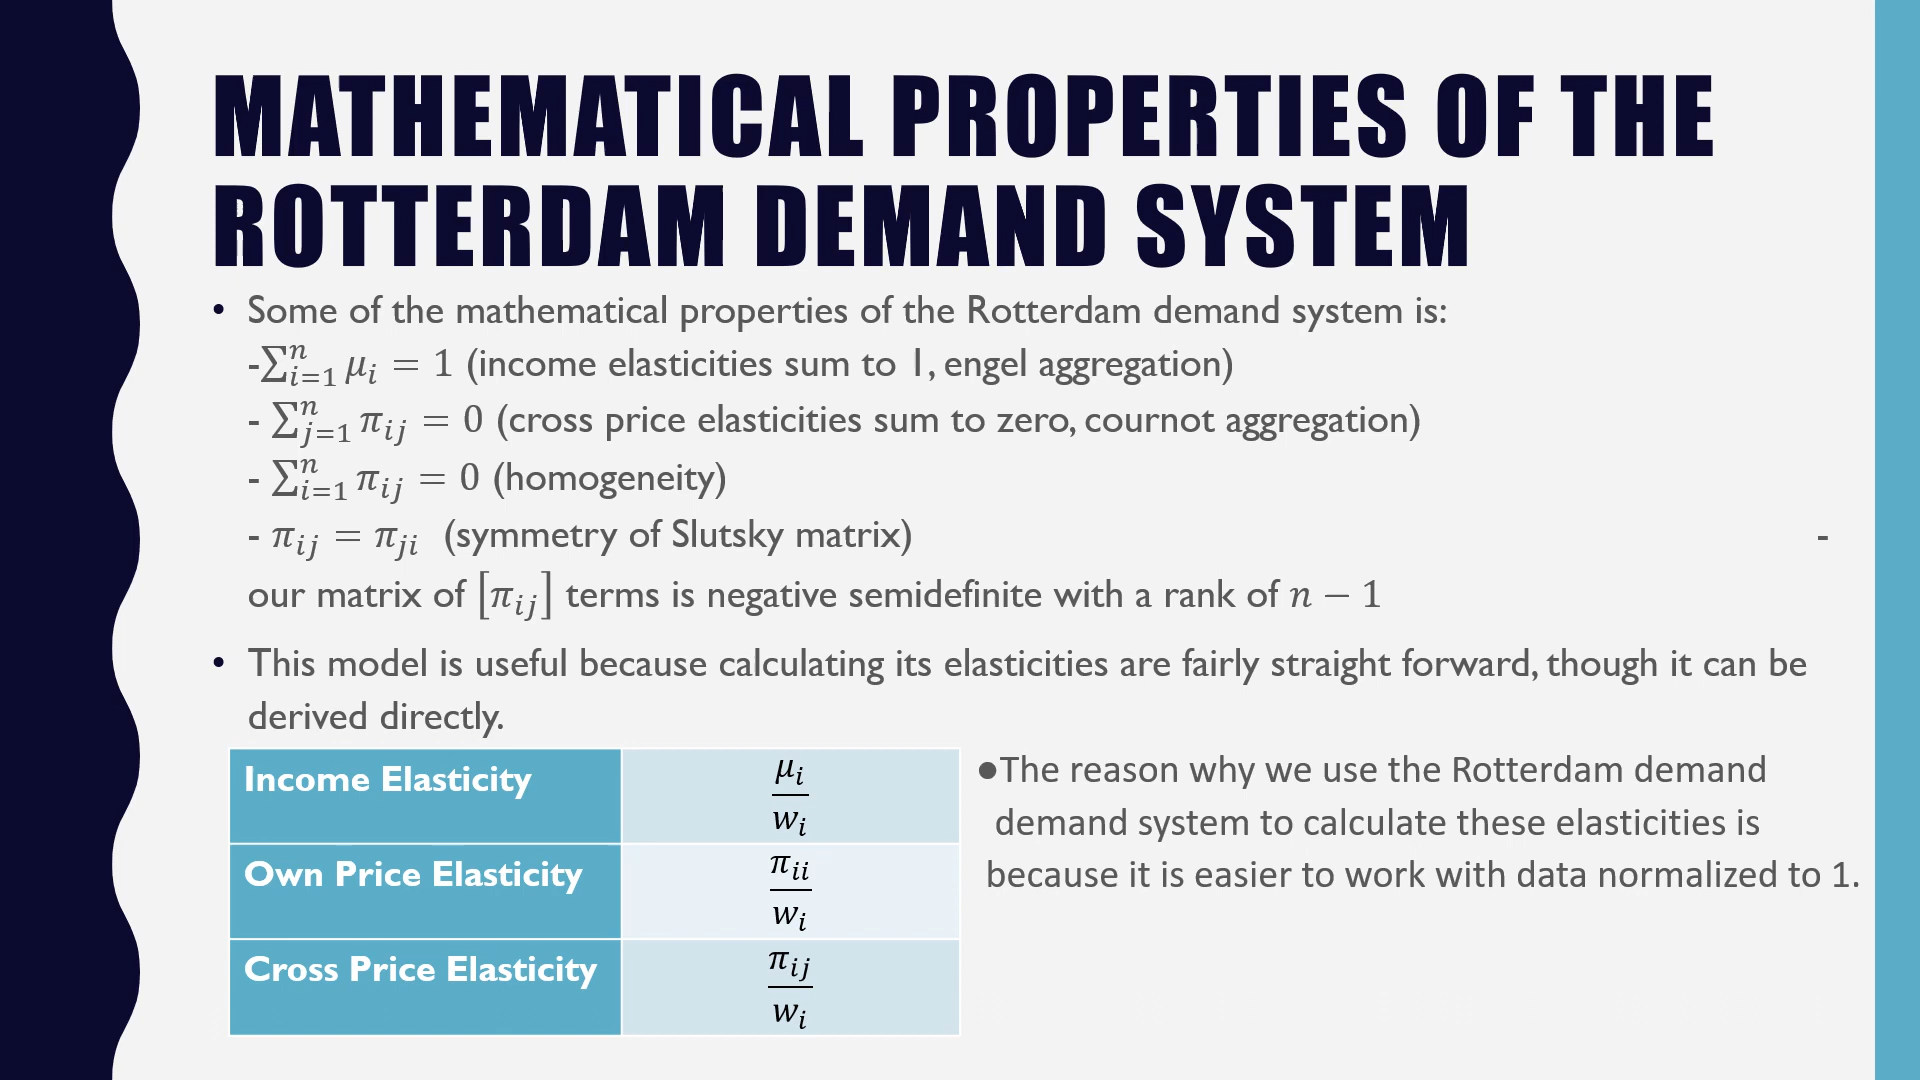 MATHEMATICAL PROPERTIES OF THE
ROTTERDAM DEMAND SYSTEM
• Some of the mathematical properties of the Rotterdam demand system is:
-∑ⁿᵢ₌₁ μᵢ = 1 (income elasticities sum to 1, engel aggregation)
- ∑ⁿⱼ₌₁ πᵢⱼ = 0 (cross price elasticities sum to zero, cournot aggregation)
- ∑ⁿᵢ₌₁ πᵢⱼ = 0 (homogeneity)
- πᵢⱼ = πⱼᵢ (symmetry of Slutsky matrix) -
our matrix of [πᵢⱼ] terms is negative semidefinite with a rank of n − 1
• This model is useful because calculating its elasticities are fairly straight forward, though it can be
derived directly.
Income Elasticity μᵢ/wᵢ
Own Price Elasticity πᵢᵢ/wᵢ
Cross Price Elasticity πᵢⱼ/wᵢ
●The reason why we use the Rotterdam demand
demand system to calculate these elasticities is
because it is easier to work with data normalized to 1.